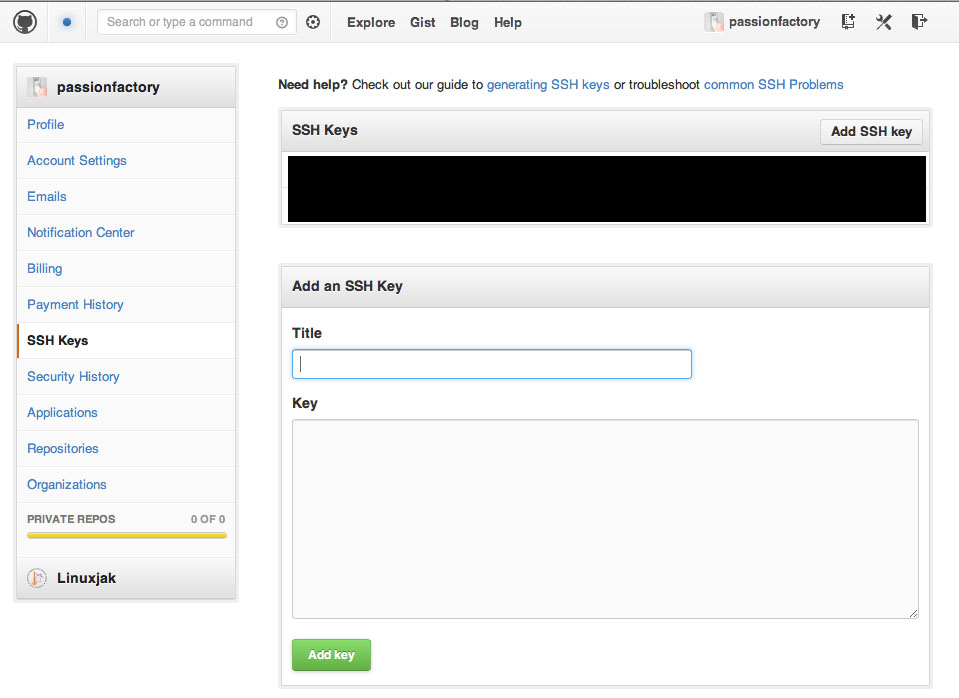 Search or type a command
Explore Gist Blog Help
passionfactory
passionfactory
Profile
Account Settings
Emails
Notification Center
Billing
Payment History
SSH Keys
Security History
Applications
Repositories
Organizations
PRIVATE REPOS 0 OF 0
Linuxjak
Need help? Check out our guide to generating SSH keys or troubleshoot common SSH Problems
SSH Keys
Add SSH key
Add an SSH Key
Title
Key
Add key